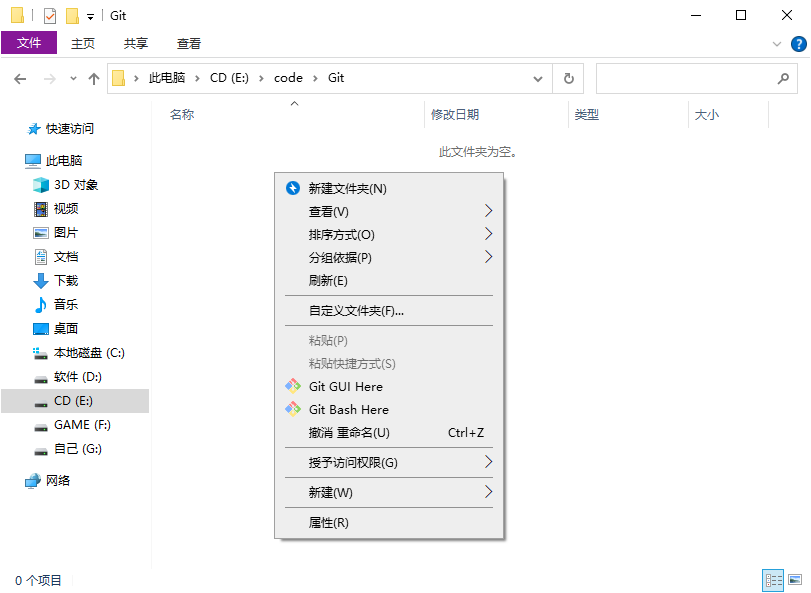 Git
文件 主页 共享 查看
此电脑 CD (E:) code Git
名称 修改日期 类型 大小
此文件夹为空。
快速访问
此电脑
3D 对象
视频
图片
文档
下载
音乐
桌面
本地磁盘 (C:)
软件 (D:)
CD (E:)
GAME (F:)
自己 (G:)
网络
新建文件夹(N)
查看(V)
排序方式(O)
分组依据(P)
刷新(E)
自定义文件夹(F)...
粘贴(P)
粘贴快捷方式(S)
Git GUI Here
Git Bash Here
撤消 重命名(U) Ctrl+Z
授予访问权限(G)
新建(W)
属性(R)
0 个项目